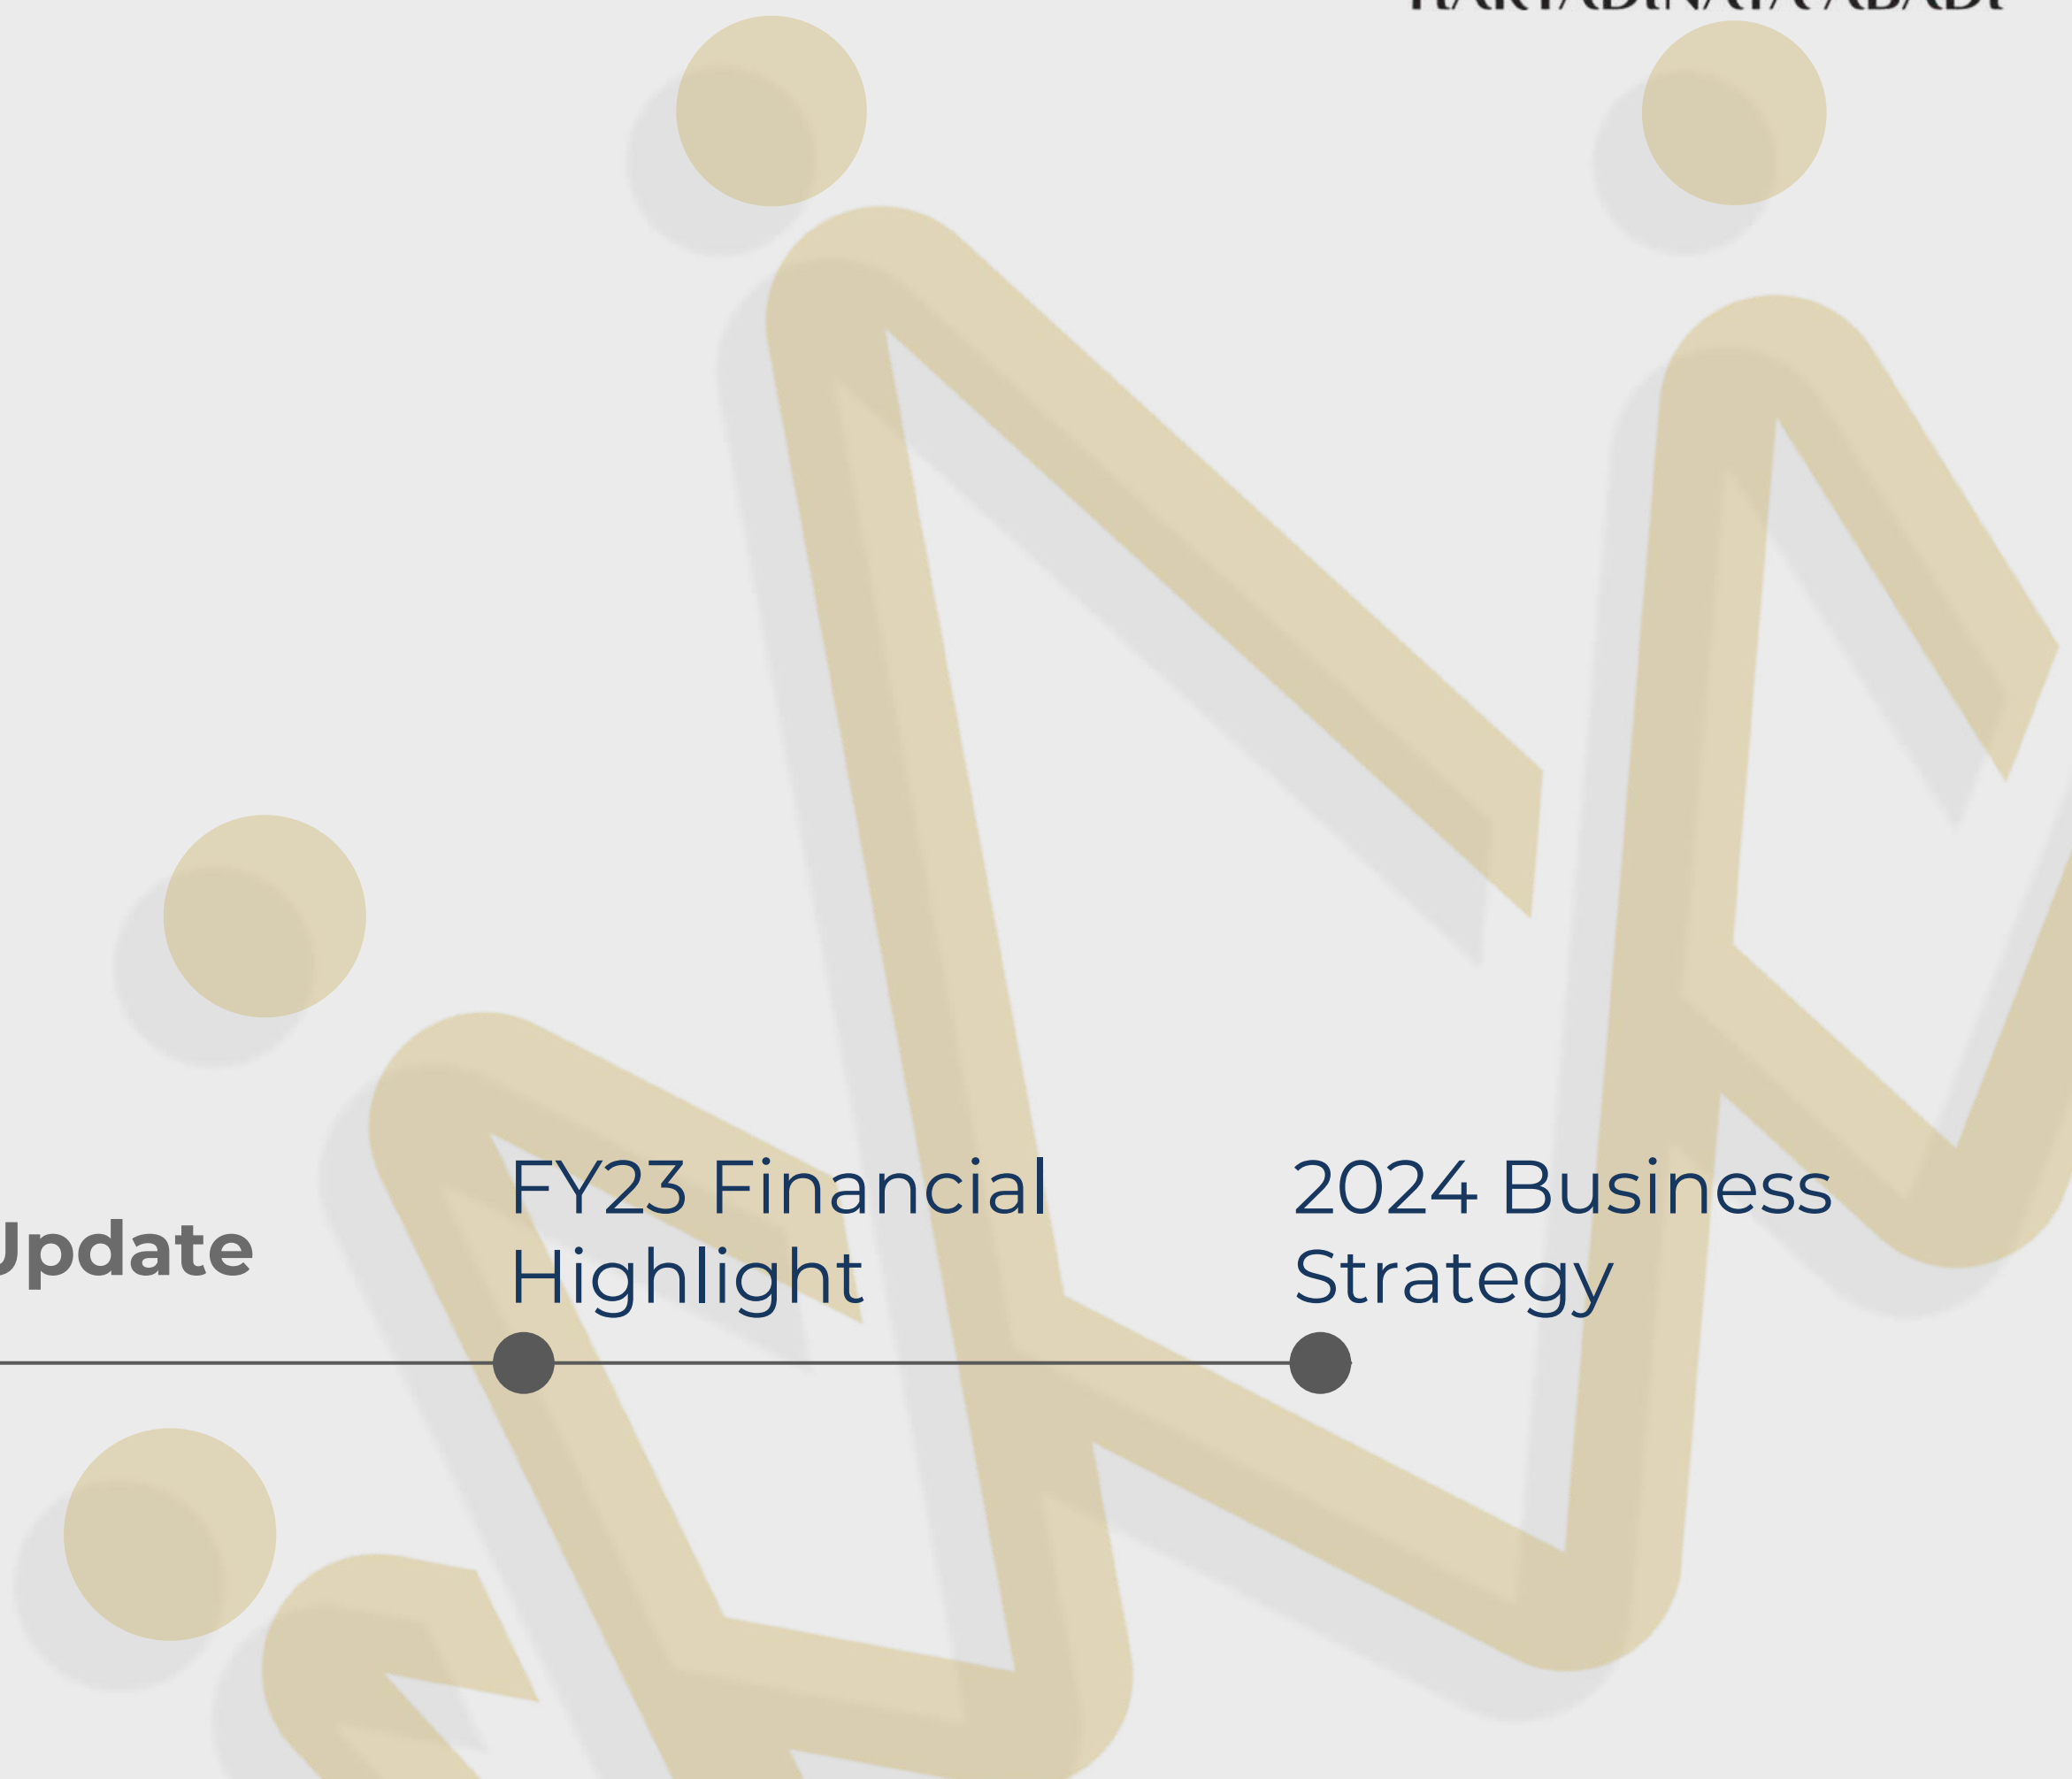 Update
FY23 Financial
Highlight
2024 Business
Strategy